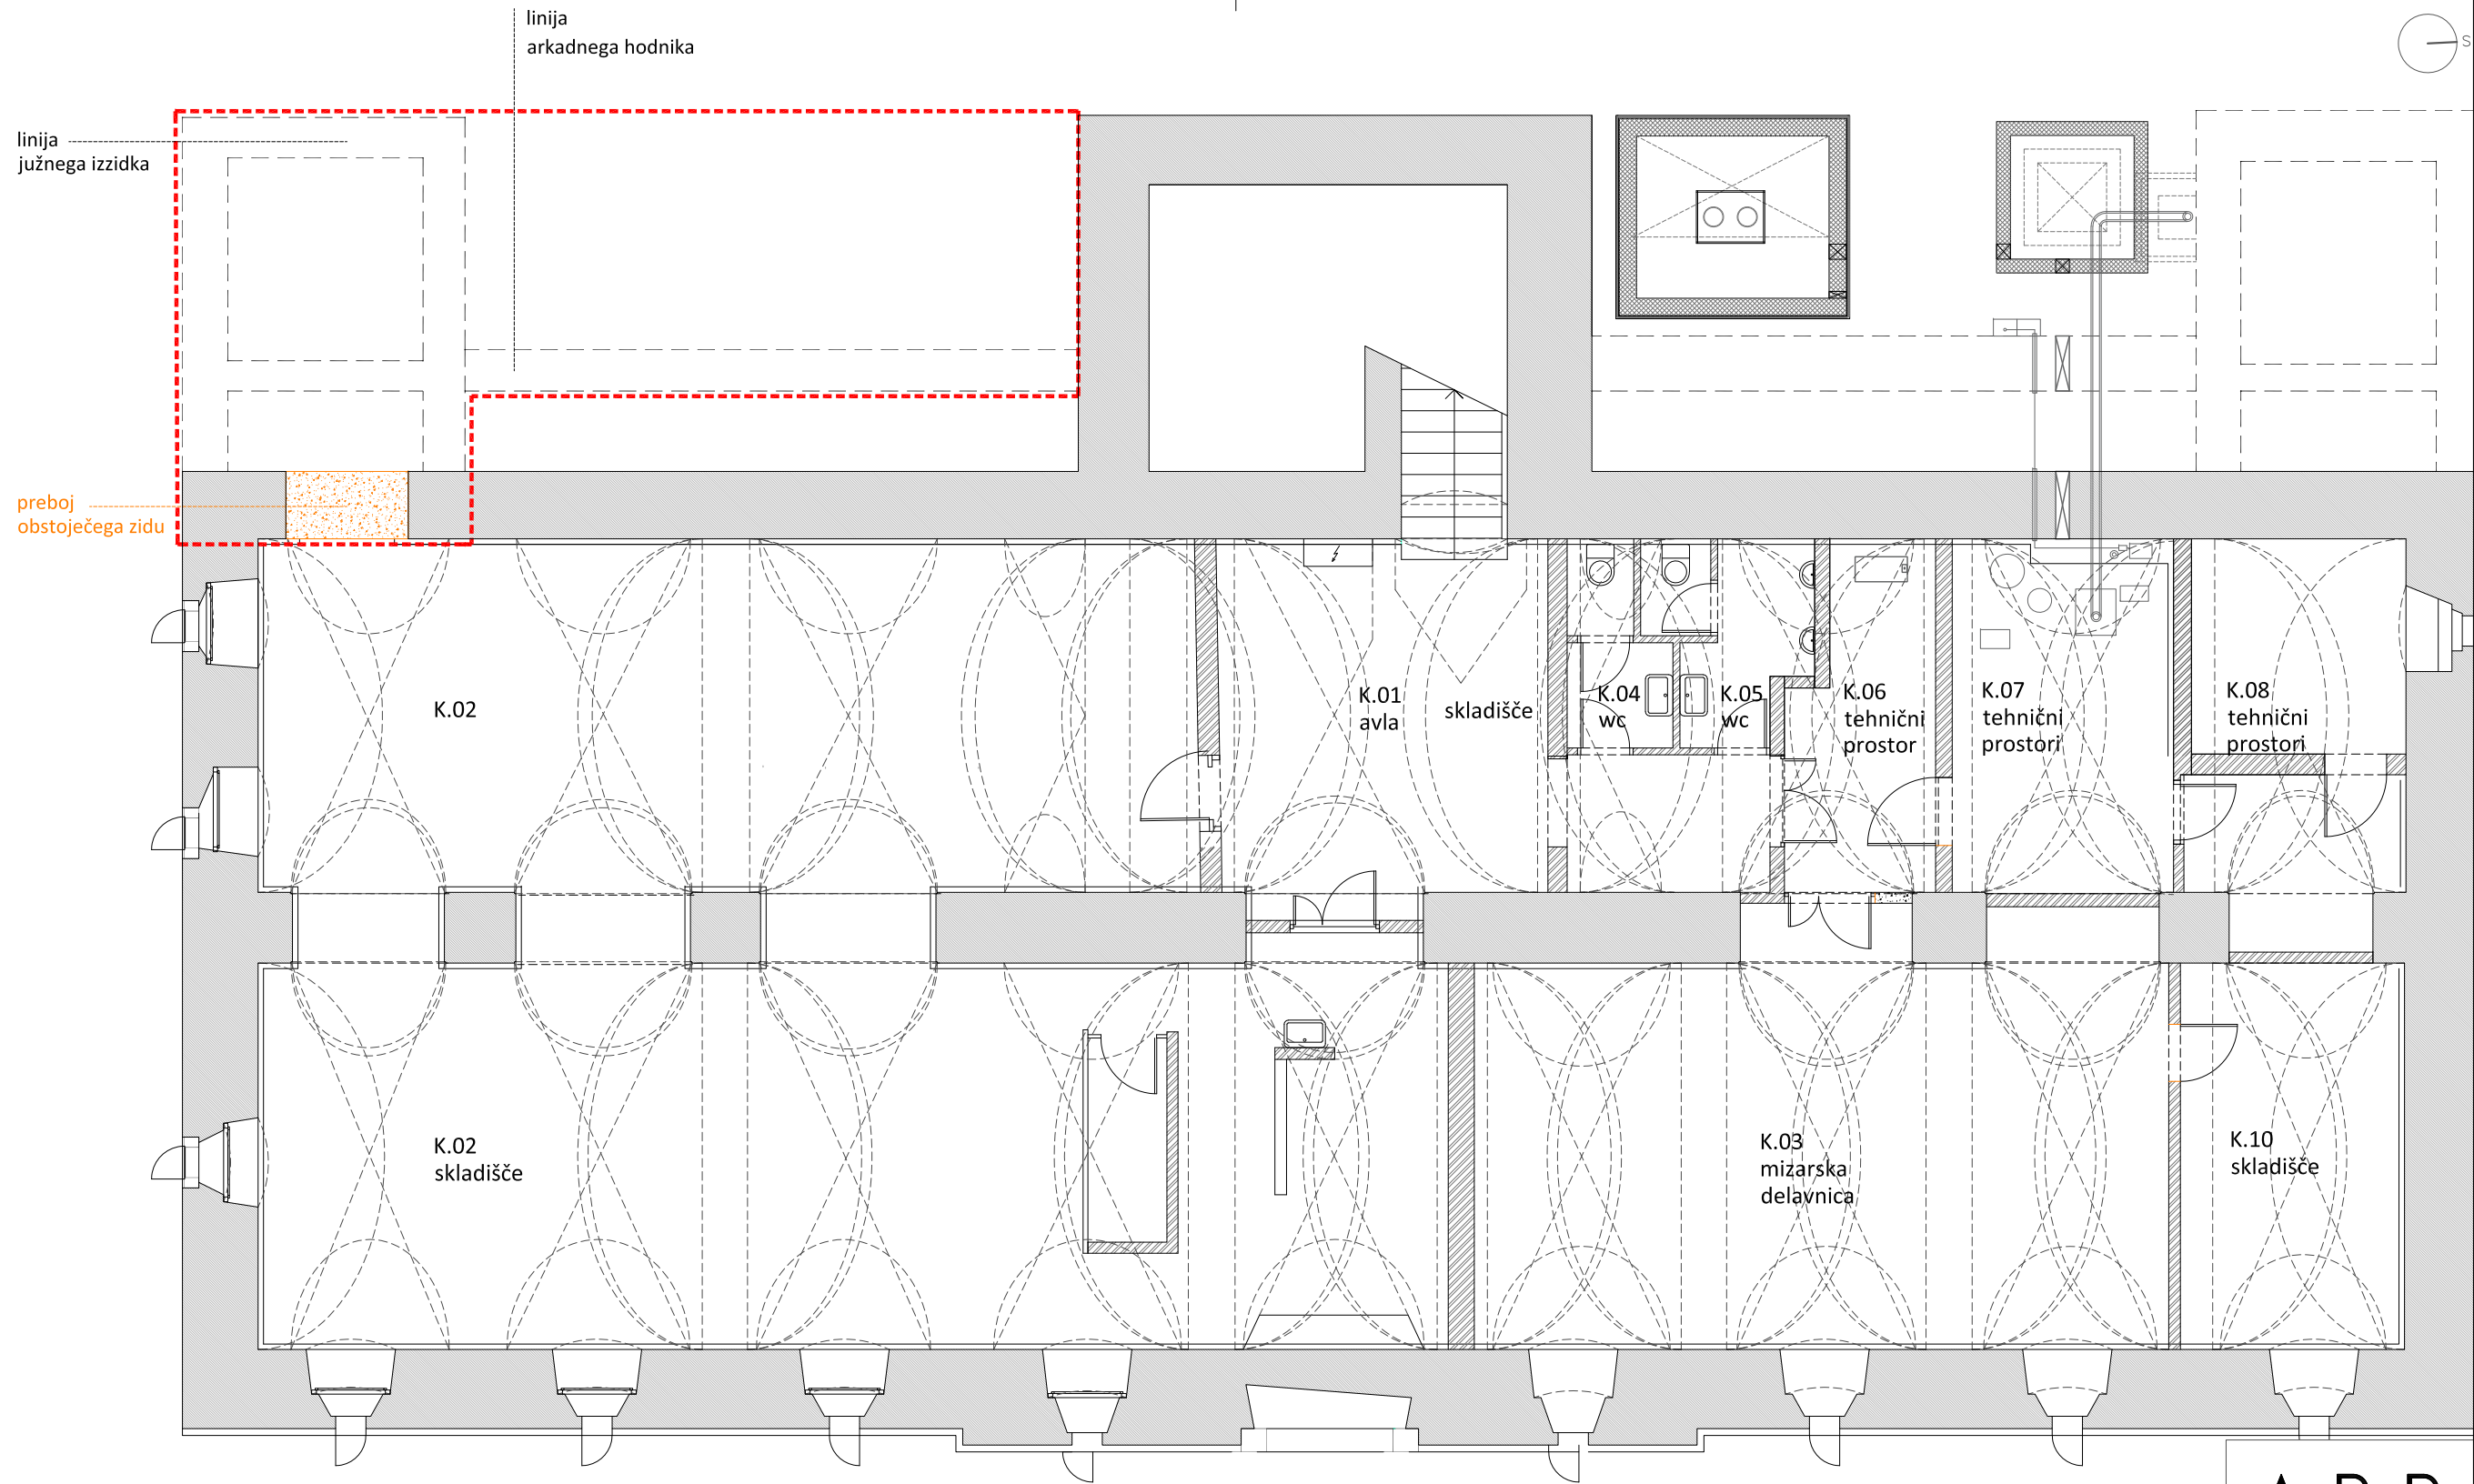 linija
arkadnega hodnika
S
linija
južnega izzidka
preboj
obstoječega zidu
K.02
K.01
avla
skladišče
K.04
wc
K.05
wc
K.06
tehnični
prostor
K.07
tehnični
prostori
K.08
tehnični
prostori
K.02
skladišče
K.03
mizarska
delavnica
K.10
skladišče